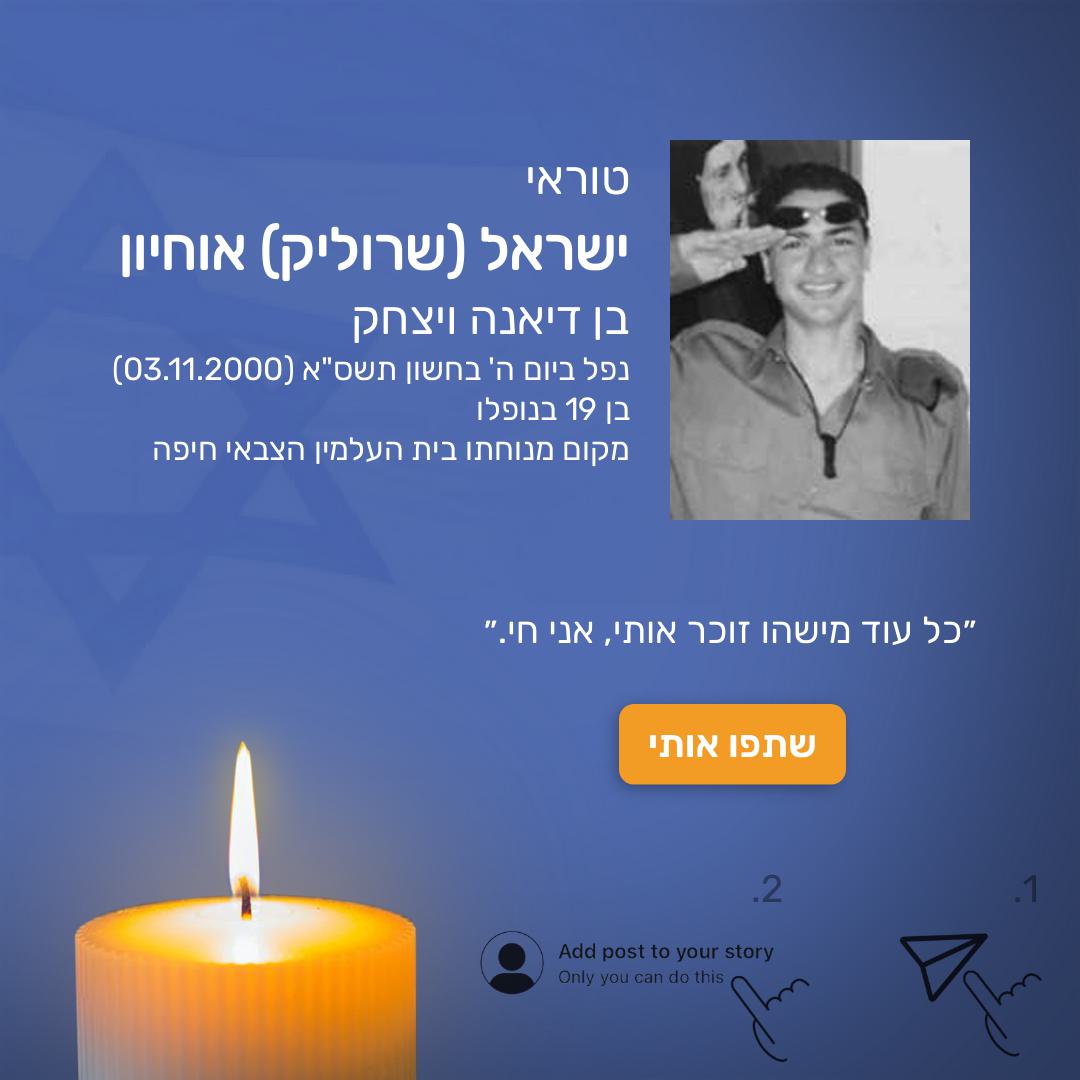 טוראי
ישראל (שרוליק) אוחיון
בן דיאנה ויצחק
נפל ביום ה' בחשון תשס"א (03.11.2000)
בן 19 בנופלו
מקום מנוחתו בית העלמין הצבאי חיפה
״כל עוד מישהו זוכר אותי, אני חי.״
שתפו אותי
1.
2.
Add post to your story
Only you can do this